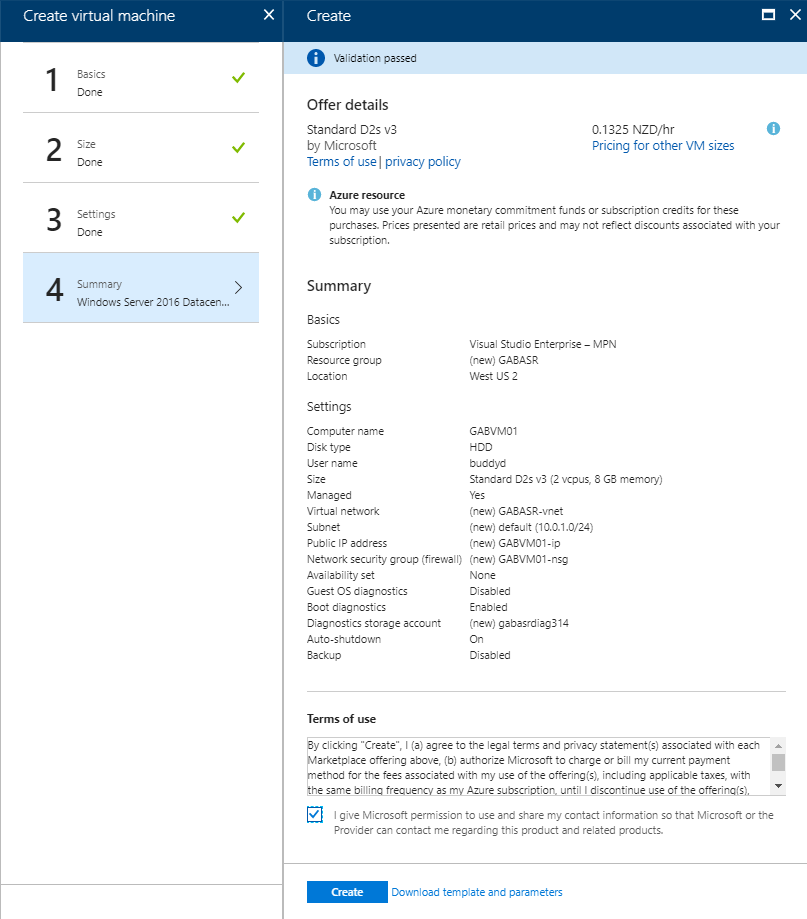 Create virtual machine
1 Basics
Done
2 Size
Done
3 Settings
Done
4 Summary
Windows Server 2016 Datacen...
Create
Validation passed
Offer details
Standard D2s v3 0.1325 NZD/hr
by Microsoft Pricing for other VM sizes
Terms of use | privacy policy
Azure resource
You may use your Azure monetary commitment funds or subscription credits for these
purchases. Prices presented are retail prices and may not reflect discounts associated with your
subscription.
Summary
Basics
Subscription Visual Studio Enterprise – MPN
Resource group (new) GABASR
Location West US 2
Settings
Computer name GABVM01
Disk type HDD
User name buddyd
Size Standard D2s v3 (2 vcpus, 8 GB memory)
Managed Yes
Virtual network (new) GABASR-vnet
Subnet (new) default (10.0.1.0/24)
Public IP address (new) GABVM01-ip
Network security group (firewall) (new) GABVM01-nsg
Availability set None
Guest OS diagnostics Disabled
Boot diagnostics Enabled
Diagnostics storage account (new) gabasrdiag314
Auto-shutdown On
Backup Disabled
Terms of use
By clicking "Create", I (a) agree to the legal terms and privacy statement(s) associated with each
Marketplace offering above, (b) authorize Microsoft to charge or bill my current payment
method for the fees associated with my use of the offering(s), including applicable taxes, with
the same billing frequency as my Azure subscription, until I discontinue use of the offering(s),
I give Microsoft permission to use and share my contact information so that Microsoft or the
Provider can contact me regarding this product and related products.
Create Download template and parameters